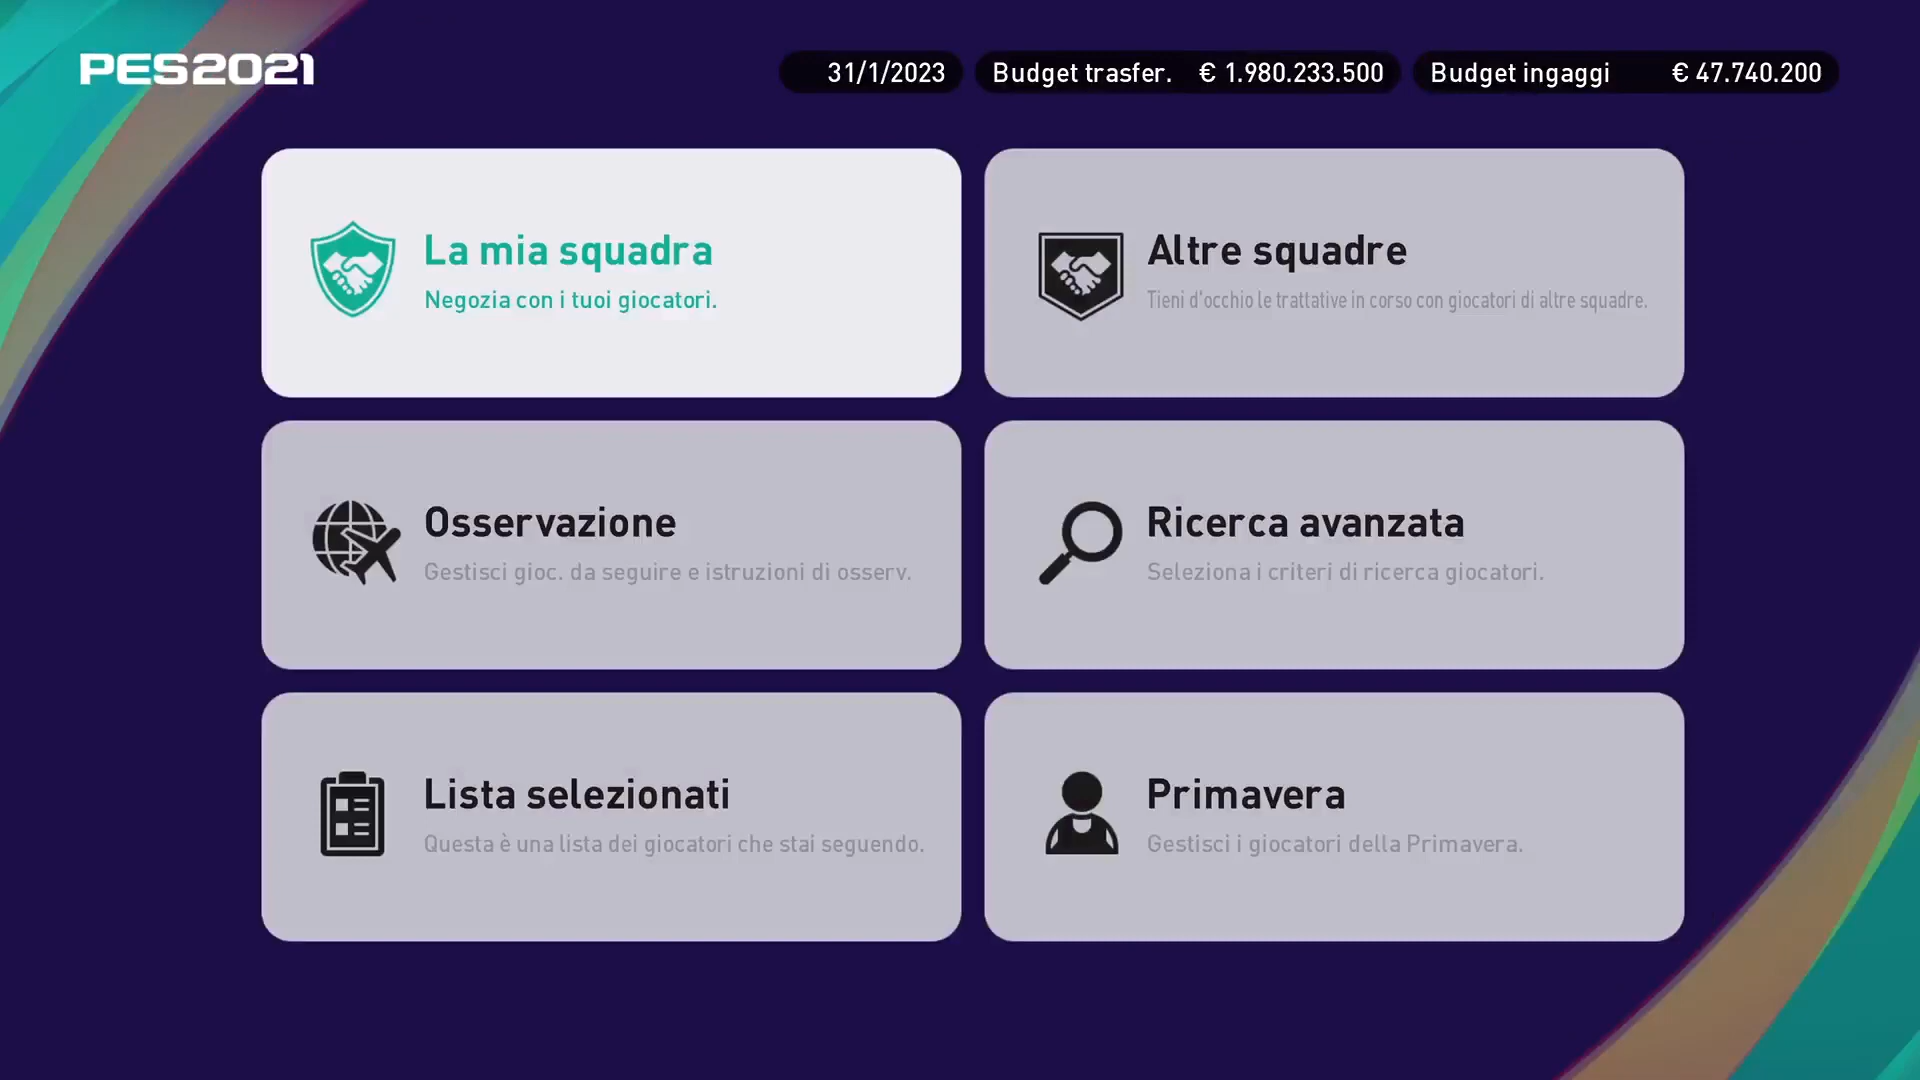 PES2021
31/1/2023
Budget trasfer. € 1.980.233.500
Budget ingaggi € 47.740.200
La mia squadra
Negozia con i tuoi giocatori.
Altre squadre
Tieni d'occhio le trattative in corso con giocatori di altre squadre.
Osservazione
Gestisci gioc. da seguire e istruzioni di osserv.
Ricerca avanzata
Seleziona i criteri di ricerca giocatori.
Lista selezionati
Questa è una lista dei giocatori che stai seguendo.
Primavera
Gestisci i giocatori della Primavera.